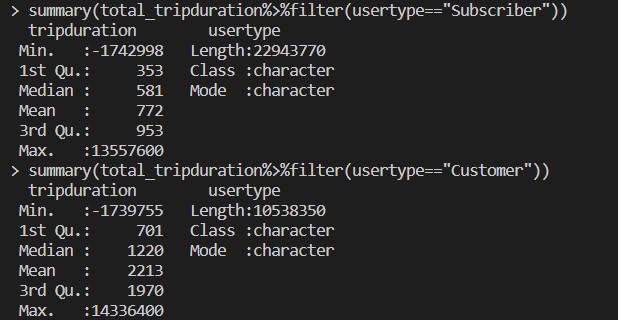 > summary(total_tripduration%>%filter(usertype=="Subscriber"))
  tripduration        usertype
 Min.   :-1742998   Length:22943770
 1st Qu.:     353   Class :character
 Median :     581   Mode  :character
 Mean   :     772
 3rd Qu.:     953
 Max.   :13557600
> summary(total_tripduration%>%filter(usertype=="Customer"))
  tripduration        usertype
 Min.   :-1739755   Length:10538350
 1st Qu.:     701   Class :character
 Median :    1220   Mode  :character
 Mean   :    2213
 3rd Qu.:    1970
 Max.   :14336400